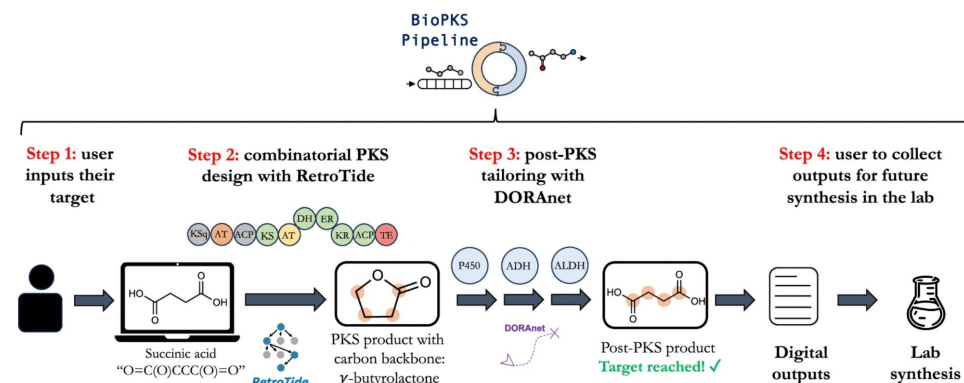 BioPKS
Pipeline
Step 1: user
inputs their
target
Step 2: combinatorial PKS
design with RetroTide
Step 3: post-PKS
tailoring with
DORAnet
Step 4: user to collect
outputs for future
synthesis in the lab
KSq AT ACP KS AT DH ER KR ACP TE
P450 ADH ALDH
HO O O OH
O O
HO O O OH
Succinic acid
"O=C(O)CCC(O)=O"
RetroTide
PKS product with
carbon backbone:
γ-butyrolactone
DORAnet
Post-PKS product
Target reached! ✓
Digital
outputs
Lab
synthesis